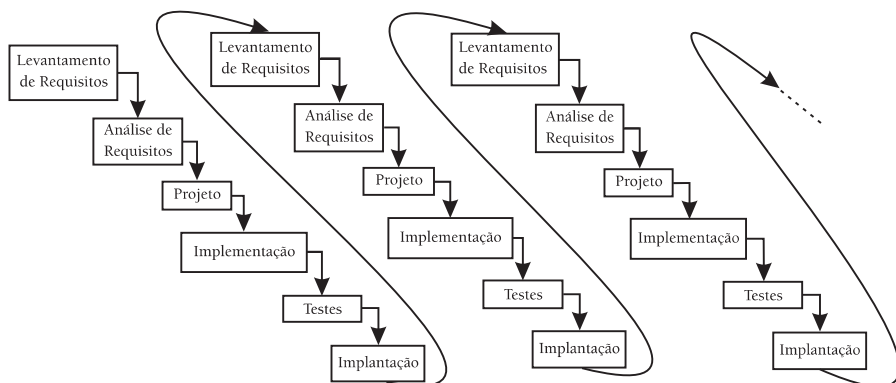 Levantamento
de Requisitos
Análise de
Requisitos
Projeto
Implementação
Testes
Implantação
Levantamento
de Requisitos
Análise de
Requisitos
Projeto
Implementação
Testes
Implantação
Levantamento
de Requisitos
Análise de
Requisitos
Projeto
Implementação
Testes
Implantação